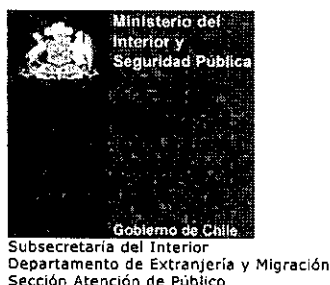 Ministerio del
Interior y
Seguridad Pública
Gobierno de Chile
Subsecretaría del Interior
Departamento de Extranjería y Migración
Sección Atención de Público